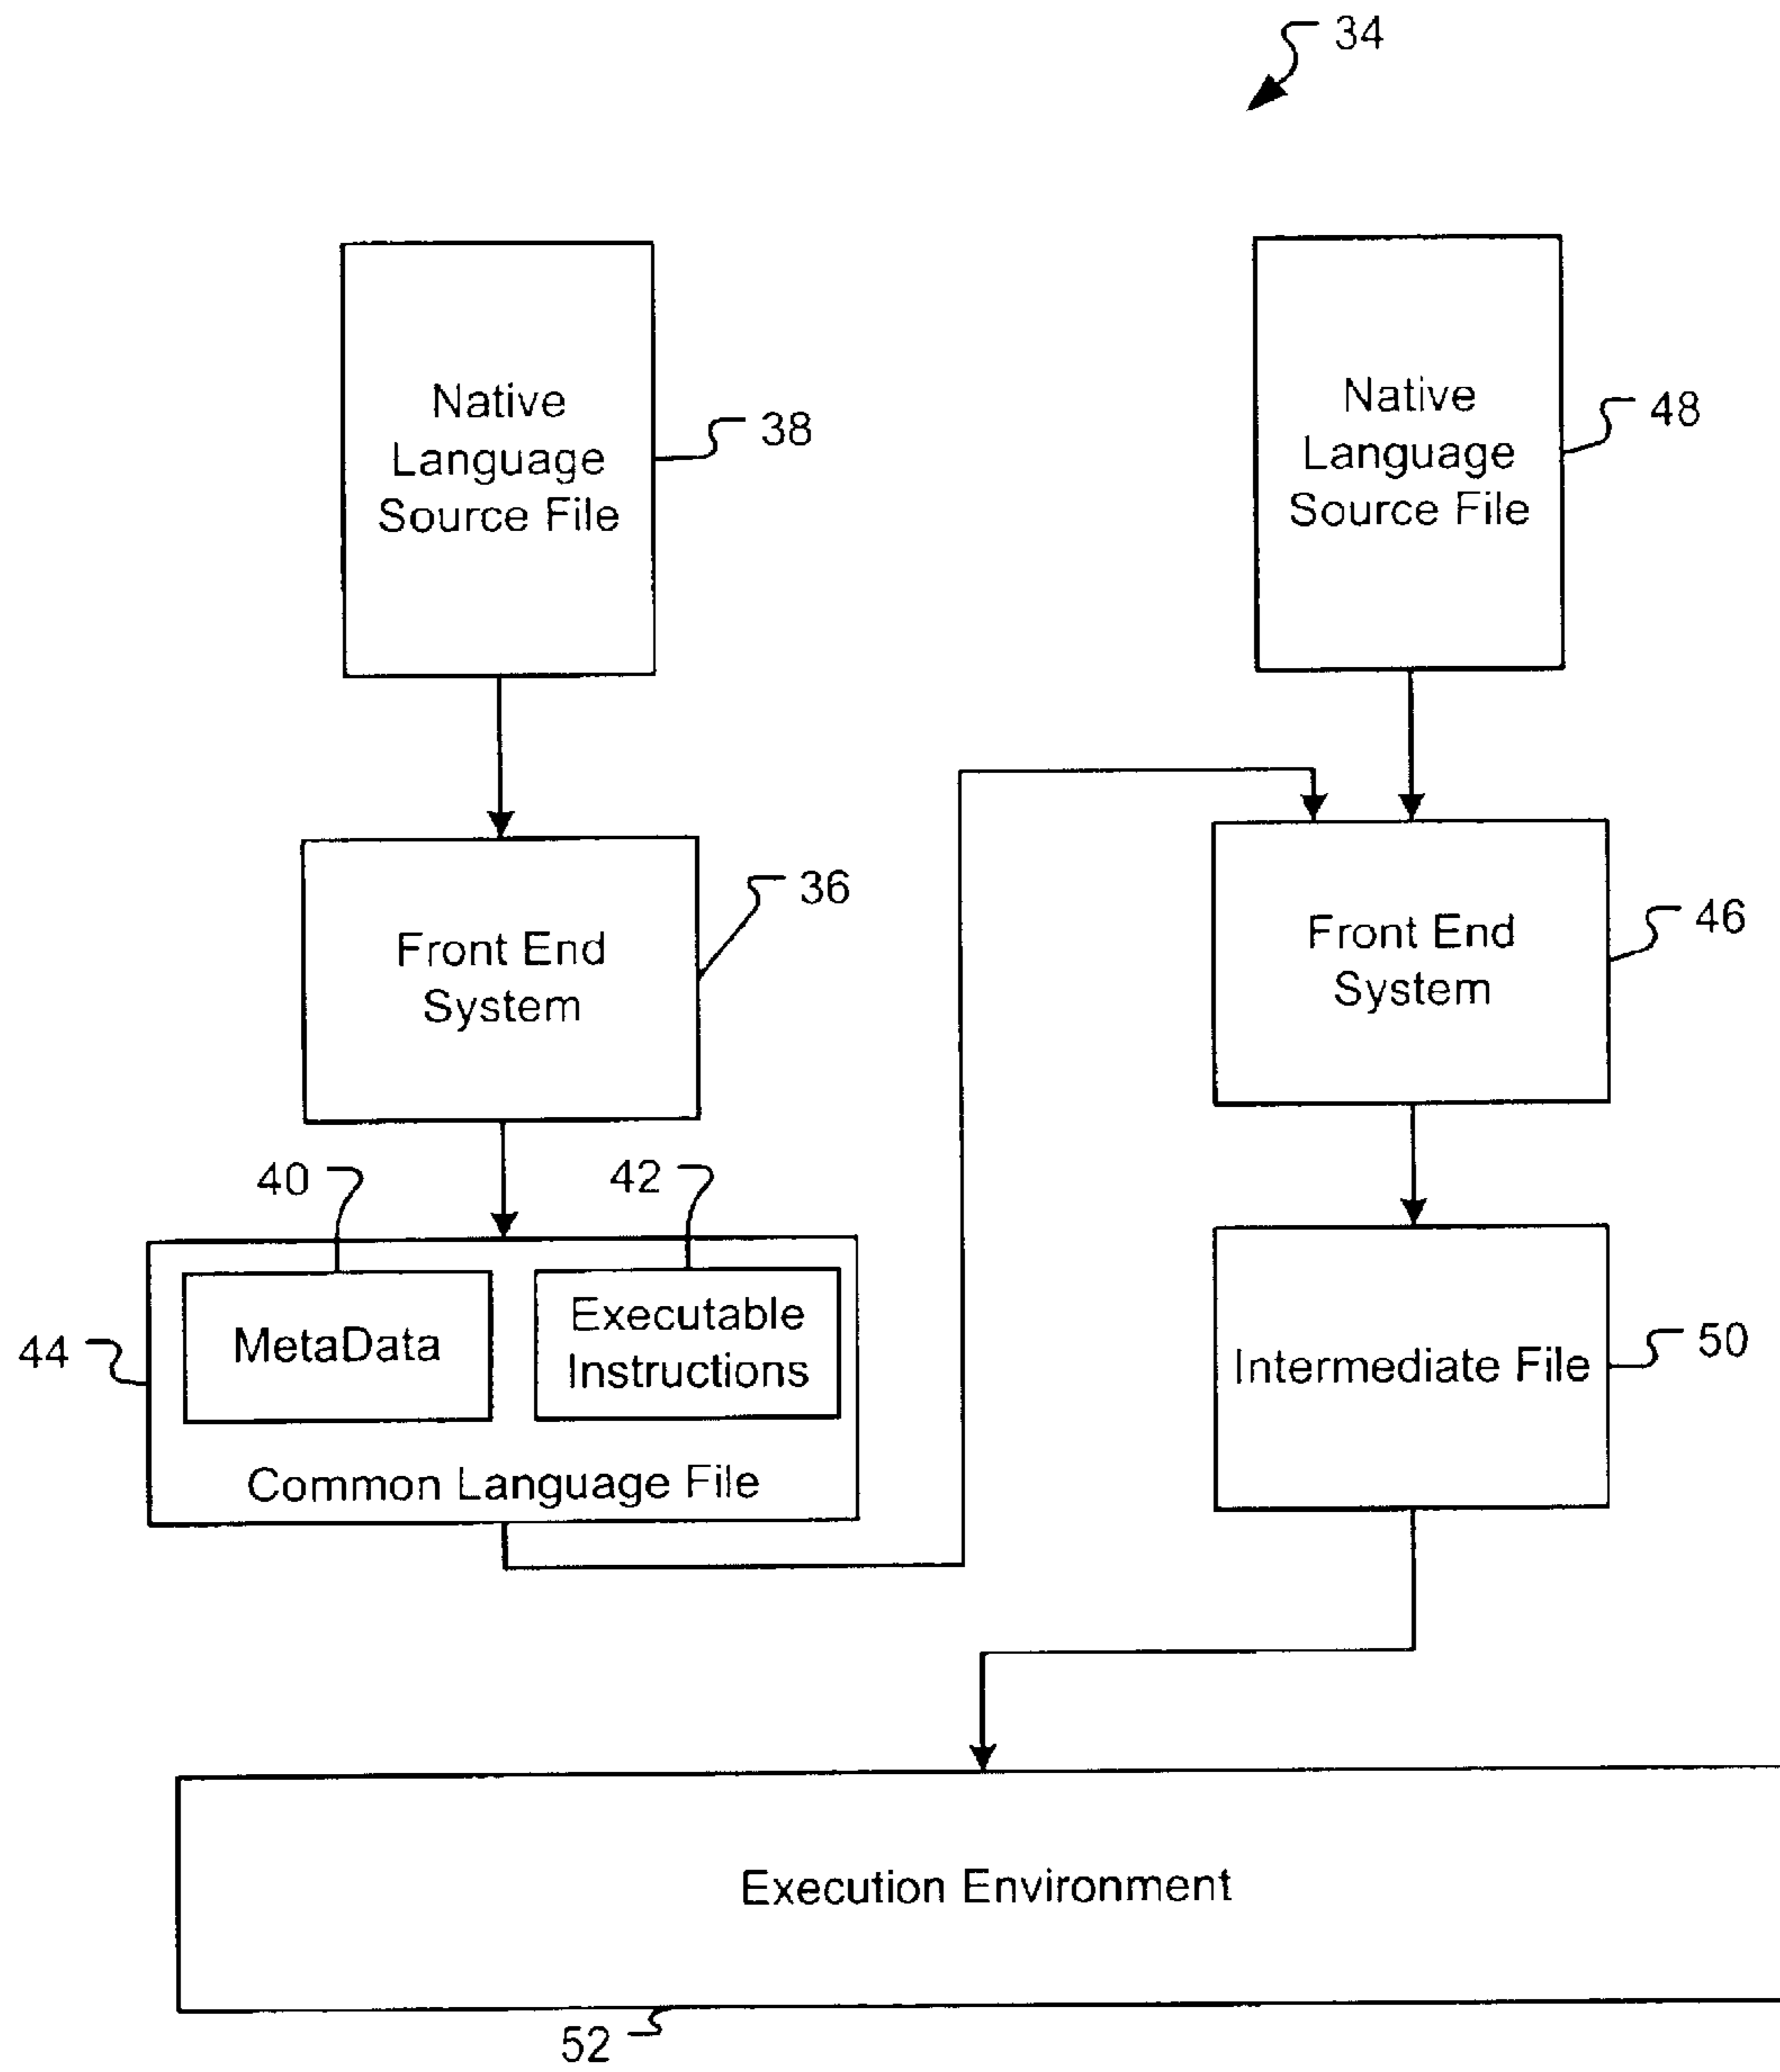 34
Native
Language
Source File
38
Native
Language
Source File
48
Front End
System
36
Front End
System
46
40
42
MetaData
Executable
Instructions
44
Common Language File
Intermediate File
50
Execution Environment
52